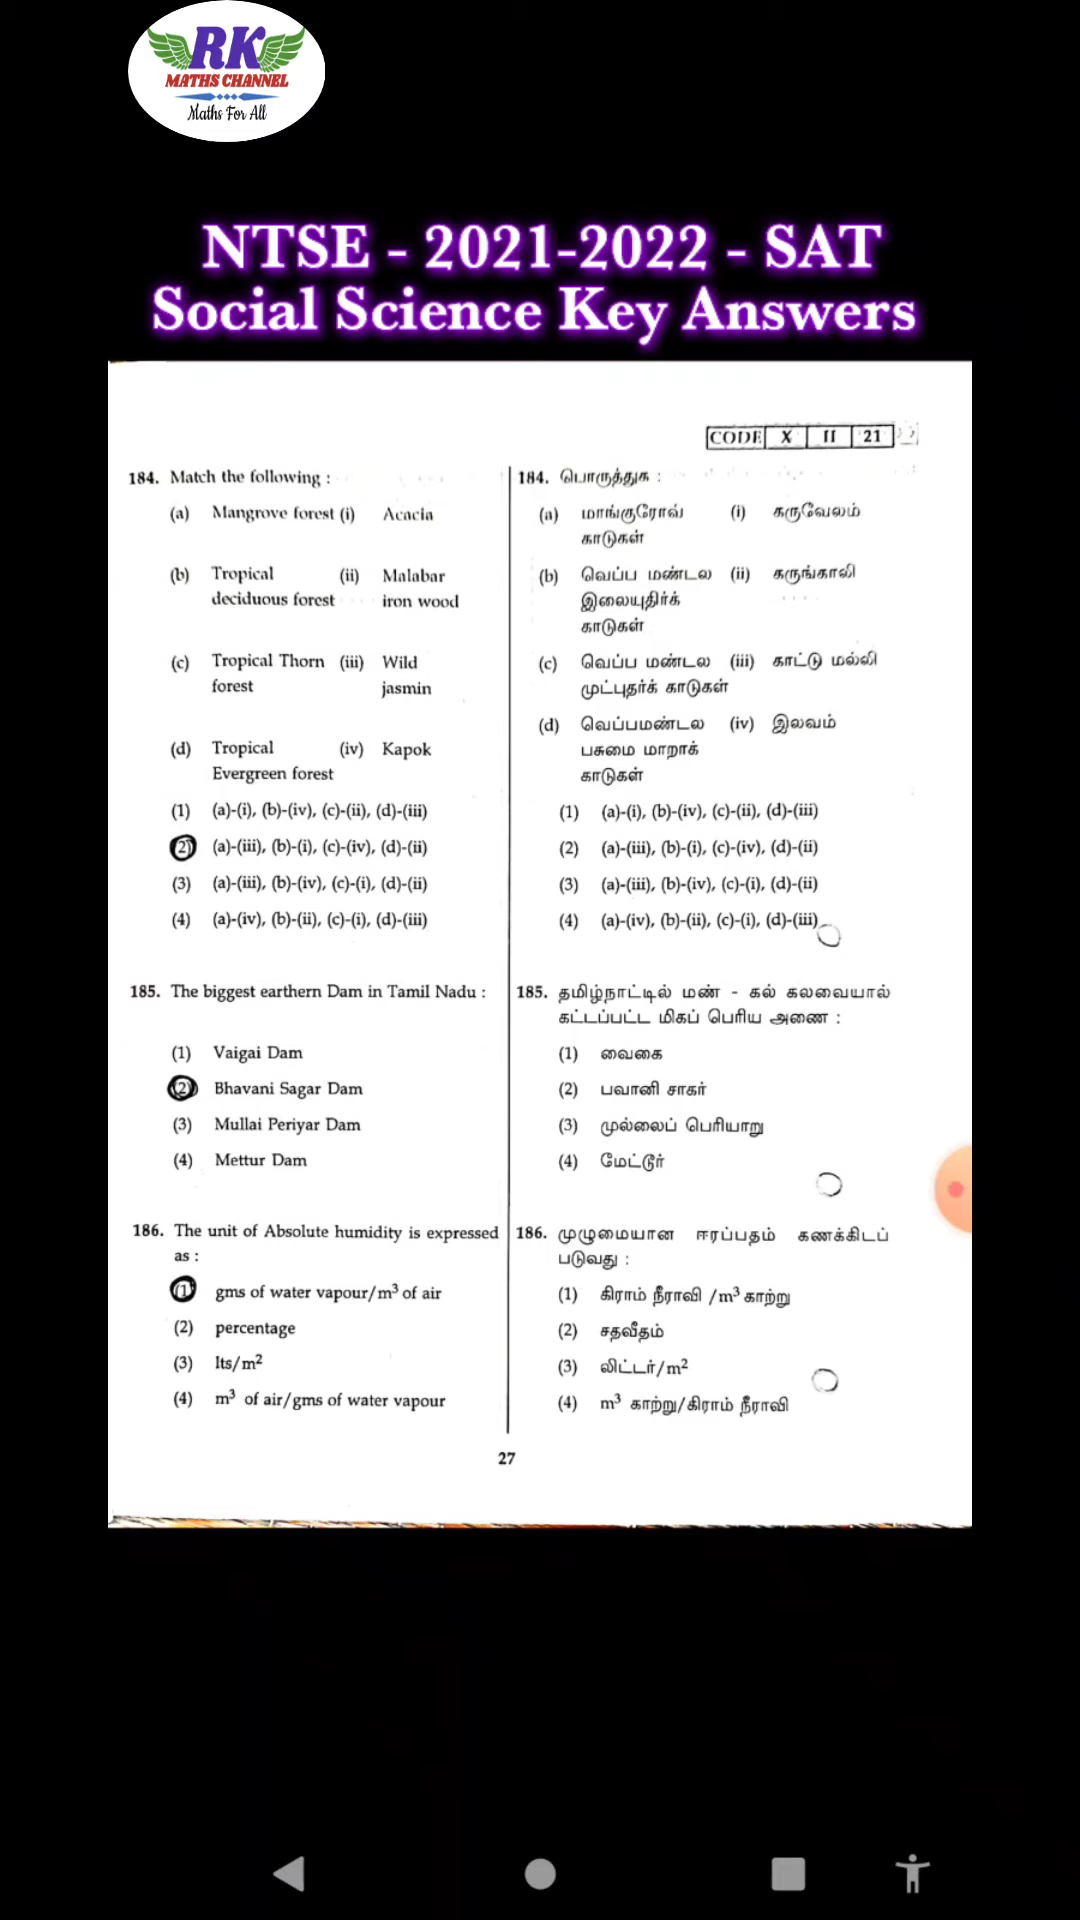 RK
MATHS CHANNEL
Maths For All
NTSE - 2021-2022 - SAT
Social Science Key Answers
CODE X II 21
184. Match the following :
(a) Mangrove forest (i) Acacia
(b) Tropical (ii) Malabar
deciduous forest iron wood
(c) Tropical Thorn (iii) Wild
forest jasmin
(d) Tropical (iv) Kapok
Evergreen forest
(1) (a)-(i), (b)-(iv), (c)-(ii), (d)-(iii)
(2) (a)-(iii), (b)-(i), (c)-(iv), (d)-(ii)
(3) (a)-(iii), (b)-(iv), (c)-(i), (d)-(ii)
(4) (a)-(iv), (b)-(ii), (c)-(i), (d)-(iii)
185. The biggest earthern Dam in Tamil Nadu :
(1) Vaigai Dam
(2) Bhavani Sagar Dam
(3) Mullai Periyar Dam
(4) Mettur Dam
186. The unit of Absolute humidity is expressed
as :
(1) gms of water vapour/m³ of air
(2) percentage
(3) lts/m²
(4) m³ of air/gms of water vapour
184. பொருத்துக :
(a) மாங்குரோவ் (i) கருவேலம்
காடுகள்
(b) வெப்ப மண்டல (ii) கருங்காலி
இலையுதிர்க்
காடுகள்
(c) வெப்ப மண்டல (iii) காட்டு மல்லி
முட்புதர்க் காடுகள்
(d) வெப்பமண்டல (iv) இலவம்
பசுமை மாறாக்
காடுகள்
(1) (a)-(i), (b)-(iv), (c)-(ii), (d)-(iii)
(2) (a)-(iii), (b)-(i), (c)-(iv), (d)-(ii)
(3) (a)-(iii), (b)-(iv), (c)-(i), (d)-(ii)
(4) (a)-(iv), (b)-(ii), (c)-(i), (d)-(iii)
185. தமிழ்நாட்டில் மண் - கல் கலவையால்
கட்டப்பட்ட மிகப் பெரிய அணை :
(1) வைகை
(2) பவானி சாகர்
(3) முல்லைப் பெரியாறு
(4) மேட்டூர்
186. முழுமையான ஈரப்பதம் கணக்கிடப்
படுவது :
(1) கிராம் நீராவி /m³ காற்று
(2) சதவீதம்
(3) லிட்டர்/m²
(4) m³ காற்று/கிராம் நீராவி
27